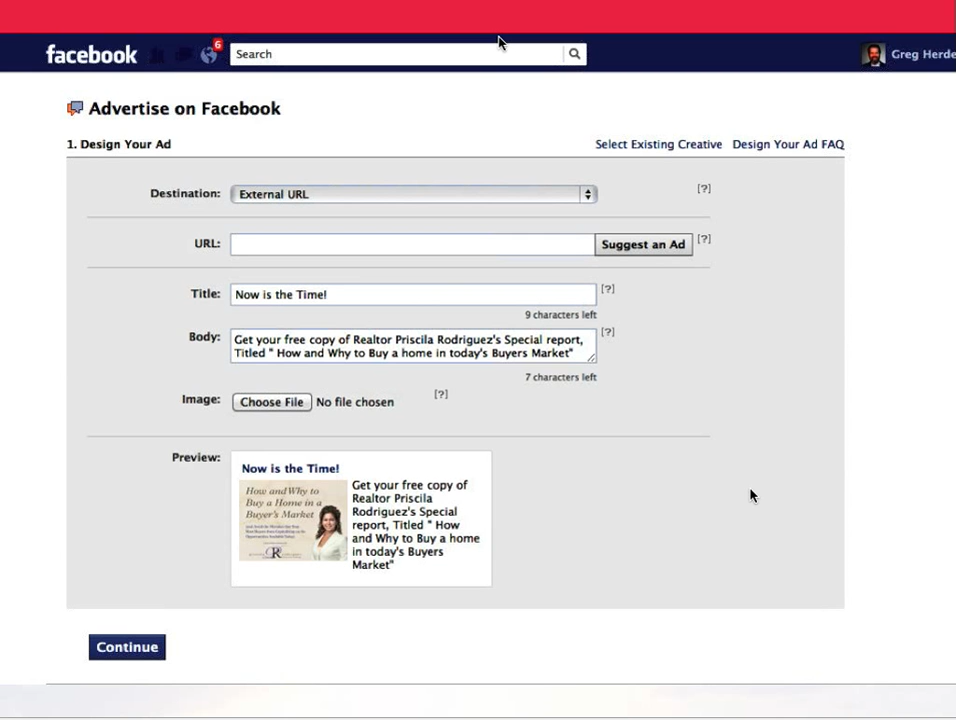 6
facebook
Search
Greg Herde
Advertise on Facebook
1. Design Your Ad
Select Existing Creative
Design Your Ad FAQ
Destination:
External URL
[?]
URL:
Suggest an Ad
[?]
Title:
Now is the Time!
[?]
9 characters left
Body:
Get your free copy of Realtor Priscila Rodriguez's Special report,
Titled " How and Why to Buy a home in today's Buyers Market"
[?]
7 characters left
Image:
Choose File
No file chosen
[?]
Preview:
Now is the Time!
How and Why to
Buy a Home in a
Buyer's Market
Get your free copy of
Realtor Priscila
Rodriguez's Special
report, Titled " How
and Why to Buy a home
in today's Buyers
Market"
Continue